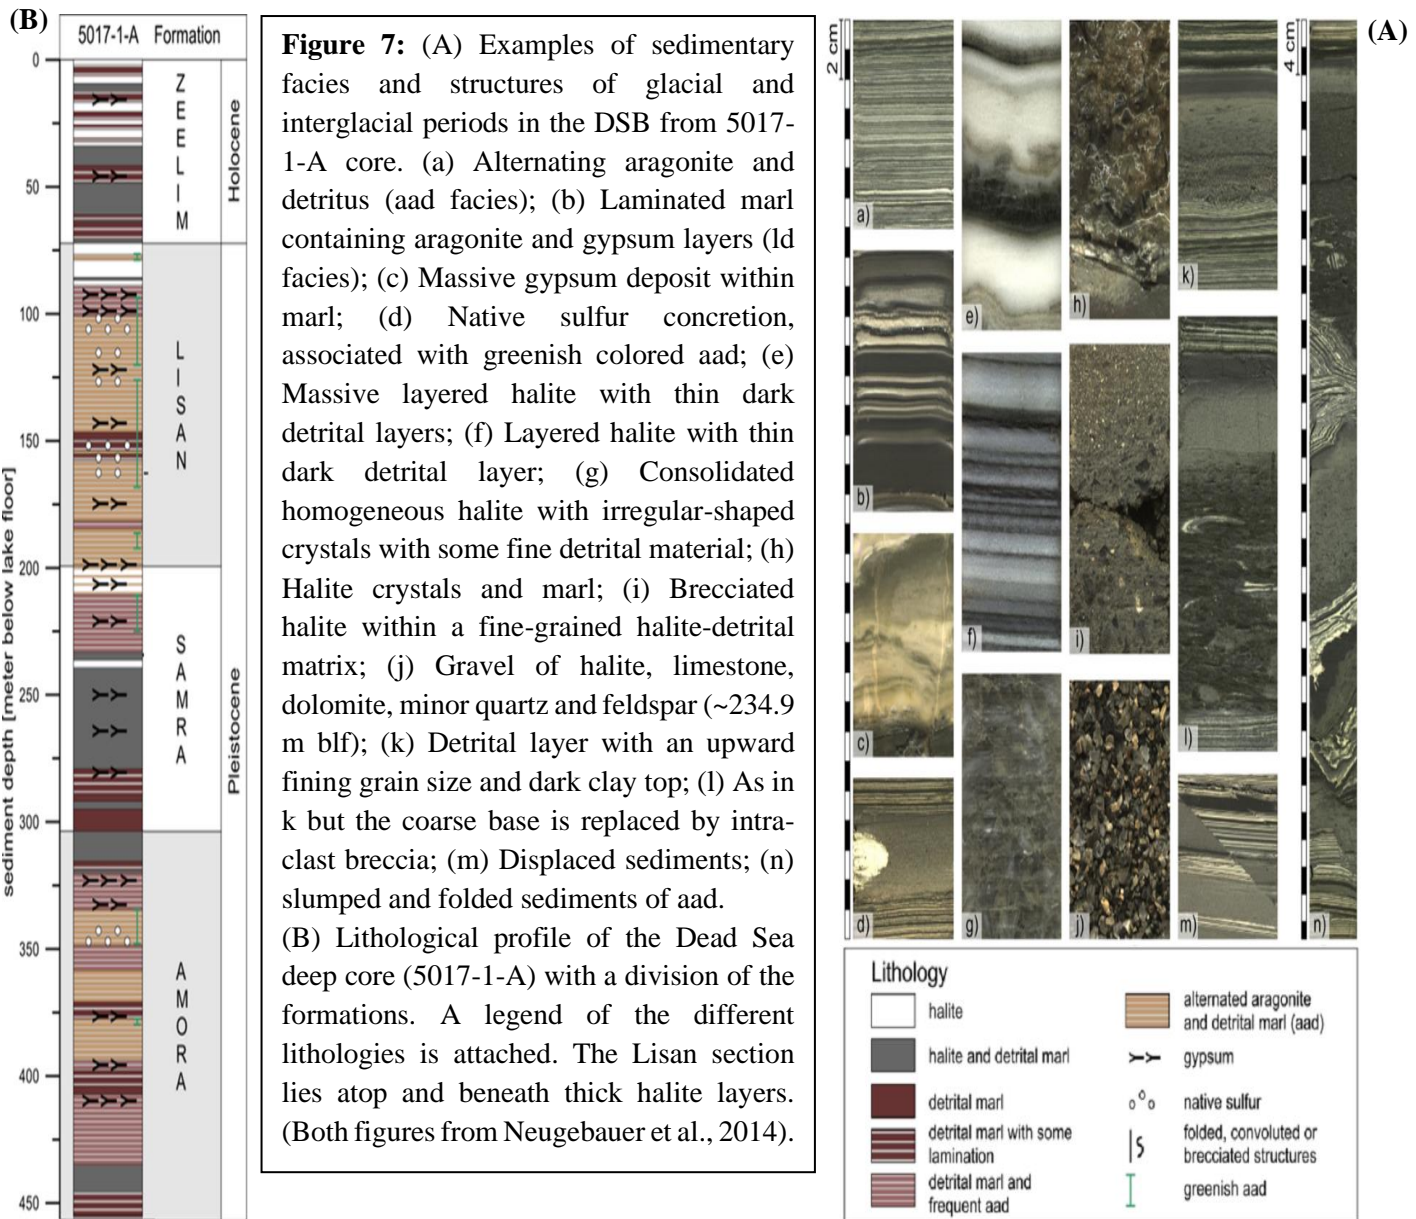 (B)
5017-1-A Formation
0
50
100
150
200
250
300
350
400
450
sediment depth [meter below lake floor]
ZEELIM
LISAN
SAMRA
AMORA
Holocene
Pleistocene
Figure 7: (A) Examples of sedimentary
facies and structures of glacial and
interglacial periods in the DSB from 5017-
1-A core. (a) Alternating aragonite and
detritus (aad facies); (b) Laminated marl
containing aragonite and gypsum layers (ld
facies); (c) Massive gypsum deposit within
marl; (d) Native sulfur concretion,
associated with greenish colored aad; (e)
Massive layered halite with thin dark
detrital layers; (f) Layered halite with thin
dark detrital layer; (g) Consolidated
homogeneous halite with irregular-shaped
crystals with some fine detrital material; (h)
Halite crystals and marl; (i) Brecciated
halite within a fine-grained halite-detrital
matrix; (j) Gravel of halite, limestone,
dolomite, minor quartz and feldspar (~234.9
m blf); (k) Detrital layer with an upward
fining grain size and dark clay top; (l) As in
k but the coarse base is replaced by intra-
clast breccia; (m) Displaced sediments; (n)
slumped and folded sediments of aad.
(B) Lithological profile of the Dead Sea
deep core (5017-1-A) with a division of the
formations. A legend of the different
lithologies is attached. The Lisan section
lies atop and beneath thick halite layers.
(Both figures from Neugebauer et al., 2014).
(A)
2 cm
4 cm
a)
b)
c)
d)
e)
f)
g)
h)
i)
j)
k)
l)
m)
n)
Lithology
halite
halite and detrital marl
detrital marl
detrital marl with some
lamination
detrital marl and
frequent aad
alternated aragonite
and detrital marl (aad)
gypsum
native sulfur
folded, convoluted or
brecciated structures
greenish aad